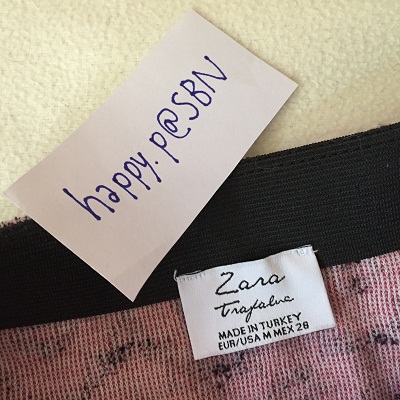 happy.p@SBN
Zara
Trafaluc
MADE IN TURKEY
EUR/USA M MEX 28